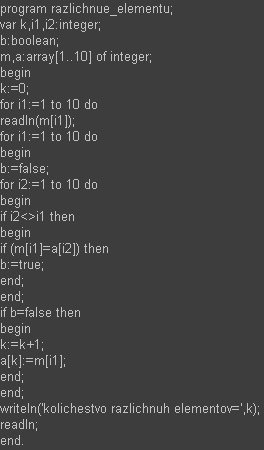 program razlichnue_elementu;
var k,i1,i2:integer;
b:boolean;
m,a:array[1..10] of integer;
begin
k:=0;
for i1:=1 to 10 do
readln(m[i1]);
for i1:=1 to 10 do
begin
b:=false;
for i2:=1 to 10 do
begin
if i2<>i1 then
begin
if (m[i1]=a[i2]) then
b:=true;
end;
end;
if b=false then
begin
k:=k+1;
a[k]:=m[i1];
end;
end;
writeln('kolichestvo razlichnuh elementov=',k);
readln;
end.